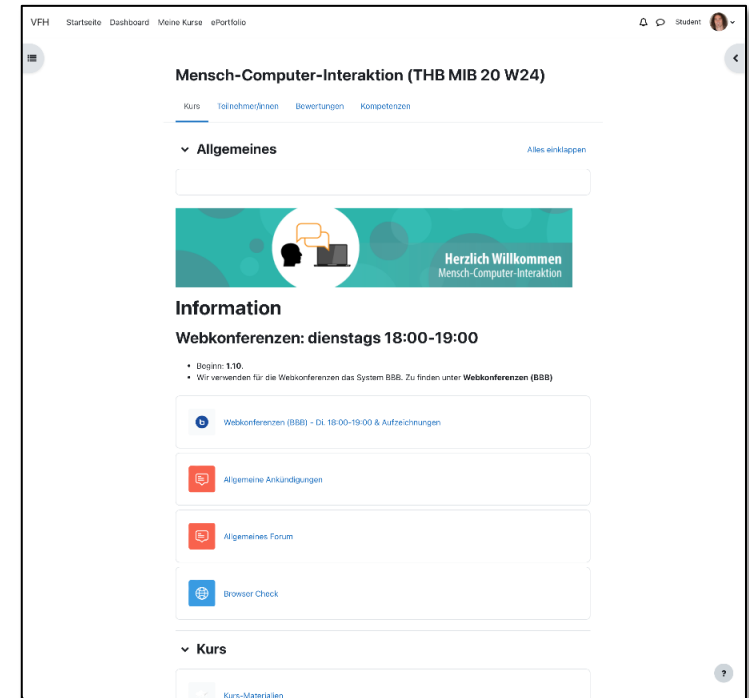 VFH Startseite Dashboard Meine Kurse ePortfolio Student
Mensch-Computer-Interaktion (THB MIB 20 W24)
Kurs Teilnehmer/innen Bewertungen Kompetenzen
Allgemeines Alles einklappen
Herzlich Willkommen
Mensch-Computer-Interaktion
Information
Webkonferenzen: dienstags 18:00-19:00
• Beginn: 1.10.
• Wir verwenden für die Webkonferenzen das System BBB. Zu finden unter Webkonferenzen (BBB)
b
Webkonferenzen (BBB) - Di. 18:00-19:00 & Aufzeichnungen
Allgemeine Ankündigungen
Allgemeines Forum
Browser Check
Kurs
?
Kurs-Materialien